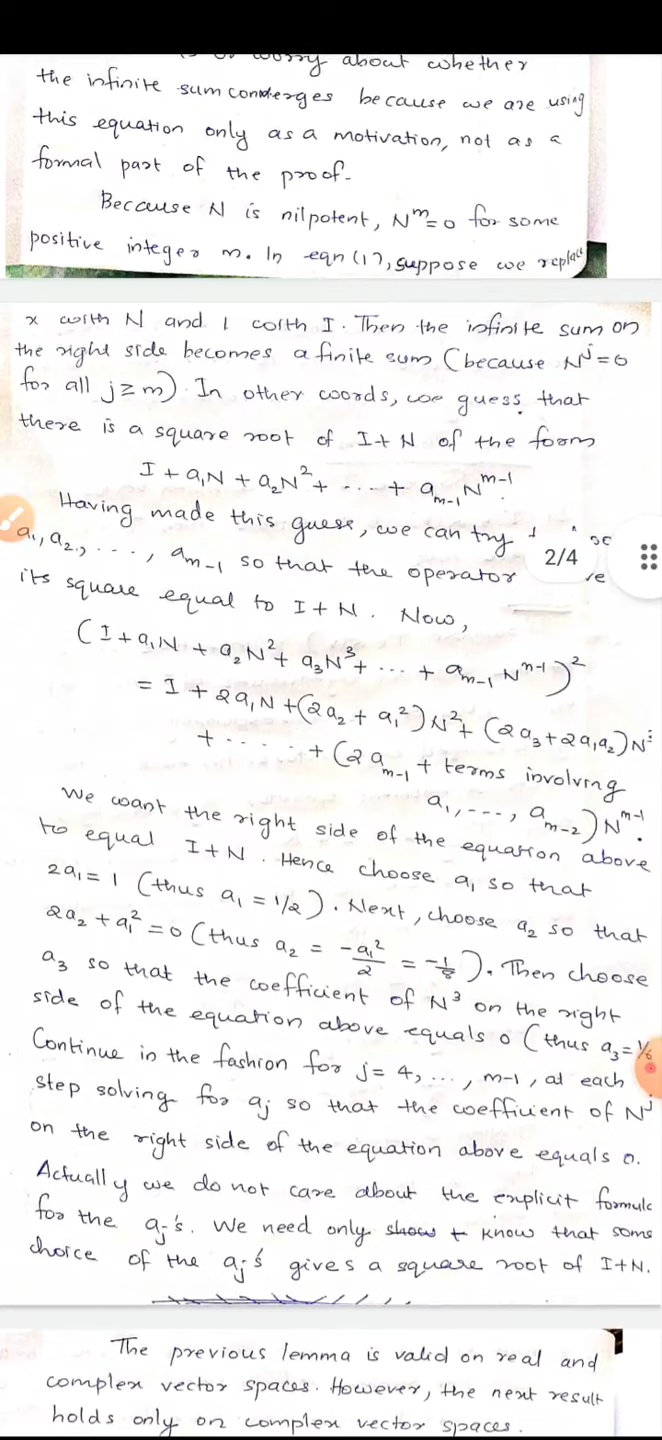 worry about whether
the infinite sum converges because we are using
this equation only as a motivation, not as a
formal part of the proof-
Because N is nilpotent, N^m=0 for some
positive integer m. In eqn (1), suppose we replace
x with N and 1 with I. Then the infinite sum on
the right side becomes a finite sum (because N^j=0
for all j≥m). In other words, we guess that
there is a square root of I+N of the form
I + a₁N + a₂N² + .... + a_{m-1} N^{m-1}.
Having made this guess, we can try
a₁, a₂, ..., a_{m-1} so that the operator
2/4
its square equal to I+N. Now,
(I + a₁N + a₂N² + a₃N³ + ... + a_{m-1} N^{m-1})²
= I + 2a₁N + (2a₂ + a₁²)N² + (2a₃ + 2a₁a₂)N³
+ ..... + (2a_{m-1} + terms involving
a₁, ---, a_{m-2}) N^{m-1}.
We want the right side of the equation above
to equal I+N. Hence choose a₁ so that
2a₁ = 1 (thus a₁ = 1/2). Next, choose a₂ so that
2a₂ + a₁² = 0 (thus a₂ = -a₁²/2 = -1/8). Then choose
a₃ so that the coefficient of N³ on the right
side of the equation above equals 0 (thus a₃ = 1/16
Continue in the fashion for j = 4, ..., m-1, at each
step solving for a_j so that the coefficient of N^j
on the right side of the equation above equals 0.
Actually we do not care about the explicit formula
for the a_j's. We need only know that some
choice of the a_j's gives a square root of I+N.
The previous lemma is valid on real and
complex vector spaces. However, the next result
holds only on complex vector spaces.